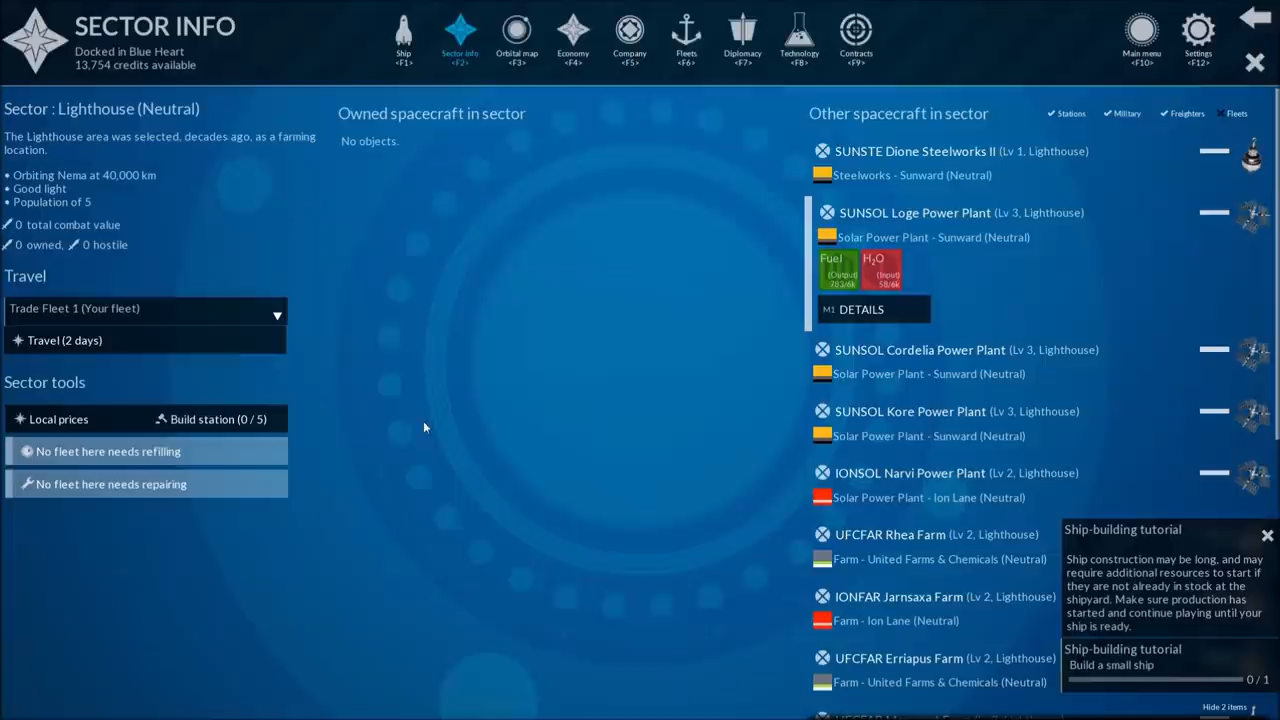 SECTOR INFO
Docked in Blue Heart
13,754 credits available
Ship
<F1>
Sector info
<F2>
Orbital map
<F3>
Economy
<F4>
Company
<F5>
Fleets
<F6>
Diplomacy
<F7>
Technology
<F8>
Contracts
<F9>
Main menu
<F10>
Settings
<F12>
Sector : Lighthouse (Neutral)
The Lighthouse area was selected, decades ago, as a farming
location.
• Orbiting Nema at 40,000 km
• Good light
• Population of 5
0 total combat value
0 owned, 0 hostile
Travel
Trade Fleet 1 (Your fleet)
Travel (2 days)
Sector tools
Local prices
Build station (0 / 5)
No fleet here needs refilling
No fleet here needs repairing
Owned spacecraft in sector
No objects.
Other spacecraft in sector
Stations
Military
Freighters
Fleets
SUNSTE Dione Steelworks II (Lv 1, Lighthouse)
Steelworks - Sunward (Neutral)
SUNSOL Loge Power Plant (Lv 3, Lighthouse)
Solar Power Plant - Sunward (Neutral)
Fuel
(Output)
783/6k
H₂O
(Input)
58/6k
M1 DETAILS
SUNSOL Cordelia Power Plant (Lv 3, Lighthouse)
Solar Power Plant - Sunward (Neutral)
SUNSOL Kore Power Plant (Lv 3, Lighthouse)
Solar Power Plant - Sunward (Neutral)
IONSOL Narvi Power Plant (Lv 2, Lighthouse)
Solar Power Plant - Ion Lane (Neutral)
UFCFAR Rhea Farm (Lv 2, Lighthouse)
Farm - United Farms & Chemicals (Neutral)
IONFAR Jarnsaxa Farm (Lv 2, Lighthouse)
Farm - Ion Lane (Neutral)
UFCFAR Erriapus Farm (Lv 2, Lighthouse)
Farm - United Farms & Chemicals (Neutral)
Ship-building tutorial
Ship construction may be long, and may
require additional resources to start if
they are not already in stock at the
shipyard. Make sure production has
started and continue playing until your
ship is ready.
Ship-building tutorial
Build a small ship
0 / 1
Hide 2 items